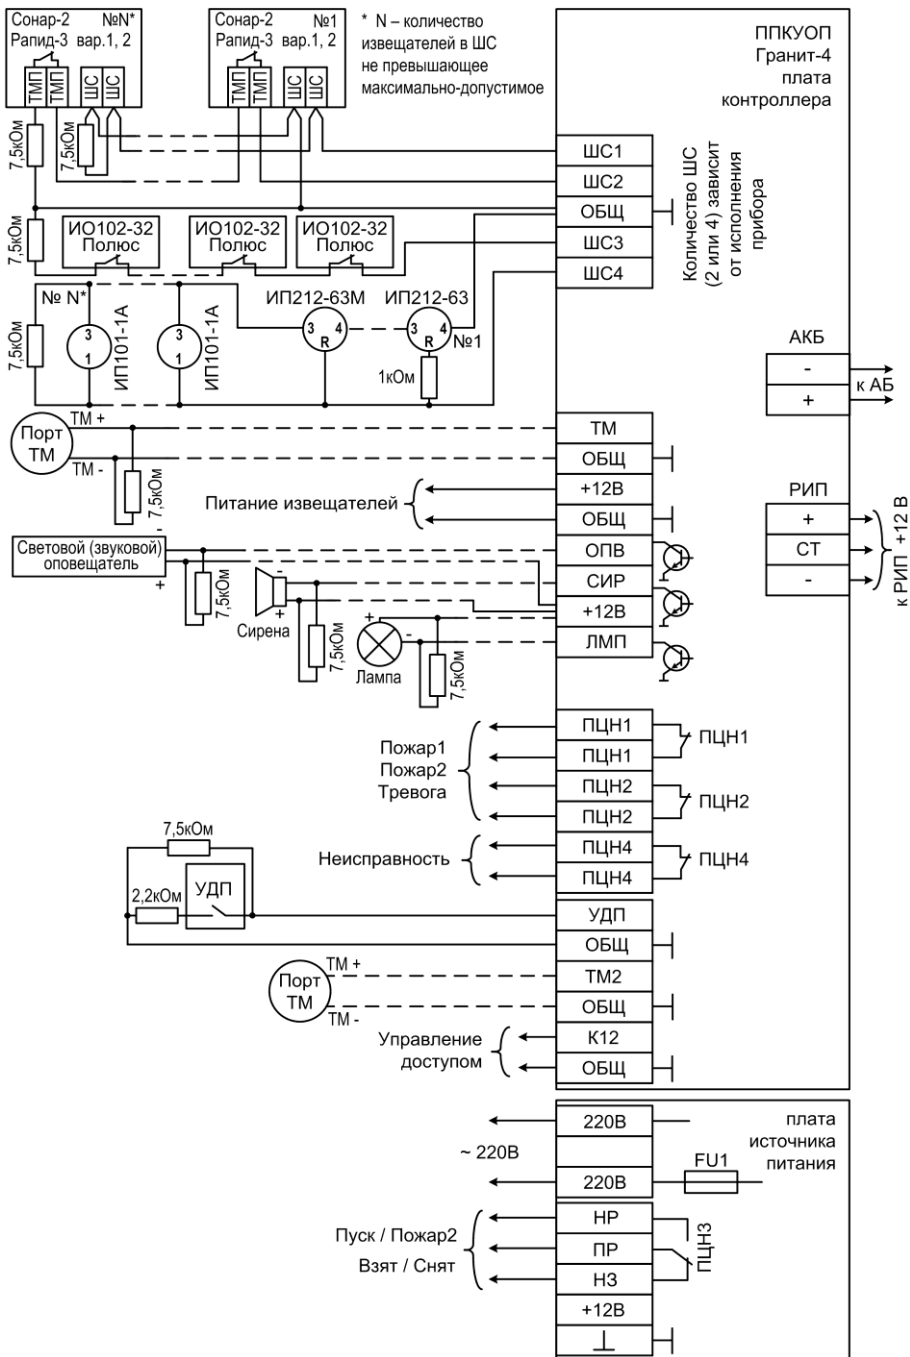 Сонар-2 №N*
Рапид-3 вар.1, 2
ТМП
ТМП
ШС
ШС
Сонар-2 №1
Рапид-3 вар.1, 2
ТМП
ТМП
ШС
ШС
* N – количество
извещателей в ШС
не превышающее
максимально-допустимое
ППКУОП
Гранит-4
плата
контроллера
7,5кОм
7,5кОм
ШС1
ШС2
ОБЩ
ШС3
ШС4
Количество ШС
(2 или 4) зависит
от исполнения
прибора
7,5кОм
ИО102-32
Полюс
ИО102-32
Полюс
ИО102-32
Полюс
7,5кОм
№ N*
3
1
ИП101-1А
3
1
ИП101-1А
ИП212-63М
3 4
R
ИП212-63
3 4
R
№1
1кОм
АКБ
-
+
к АБ
Порт
ТМ
ТМ +
ТМ -
7,5кОм
ТМ
ОБЩ
+12В
ОБЩ
ОПВ
СИР
+12В
ЛМП
Питание извещателей
РИП
+
СТ
-
к РИП +12 В
Световой (звуковой)
оповещатель
-
+
7,5кОм
-
+
Сирена
7,5кОм
+
-
Лампа
7,5кОм
Пожар1
Пожар2
Тревога
ПЦН1
ПЦН1
ПЦН2
ПЦН2
ПЦН4
ПЦН4
ПЦН1
ПЦН2
ПЦН4
Неисправность
7,5кОм
2,2кОм
УДП
УДП
ОБЩ
ТМ2
ОБЩ
К12
ОБЩ
Порт
ТМ
ТМ +
ТМ -
Управление
доступом
220В
~ 220В
220В
FU1
плата
источника
питания
Пуск / Пожар2
Взят / Снят
НР
ПР
НЗ
+12В
ПЦН3